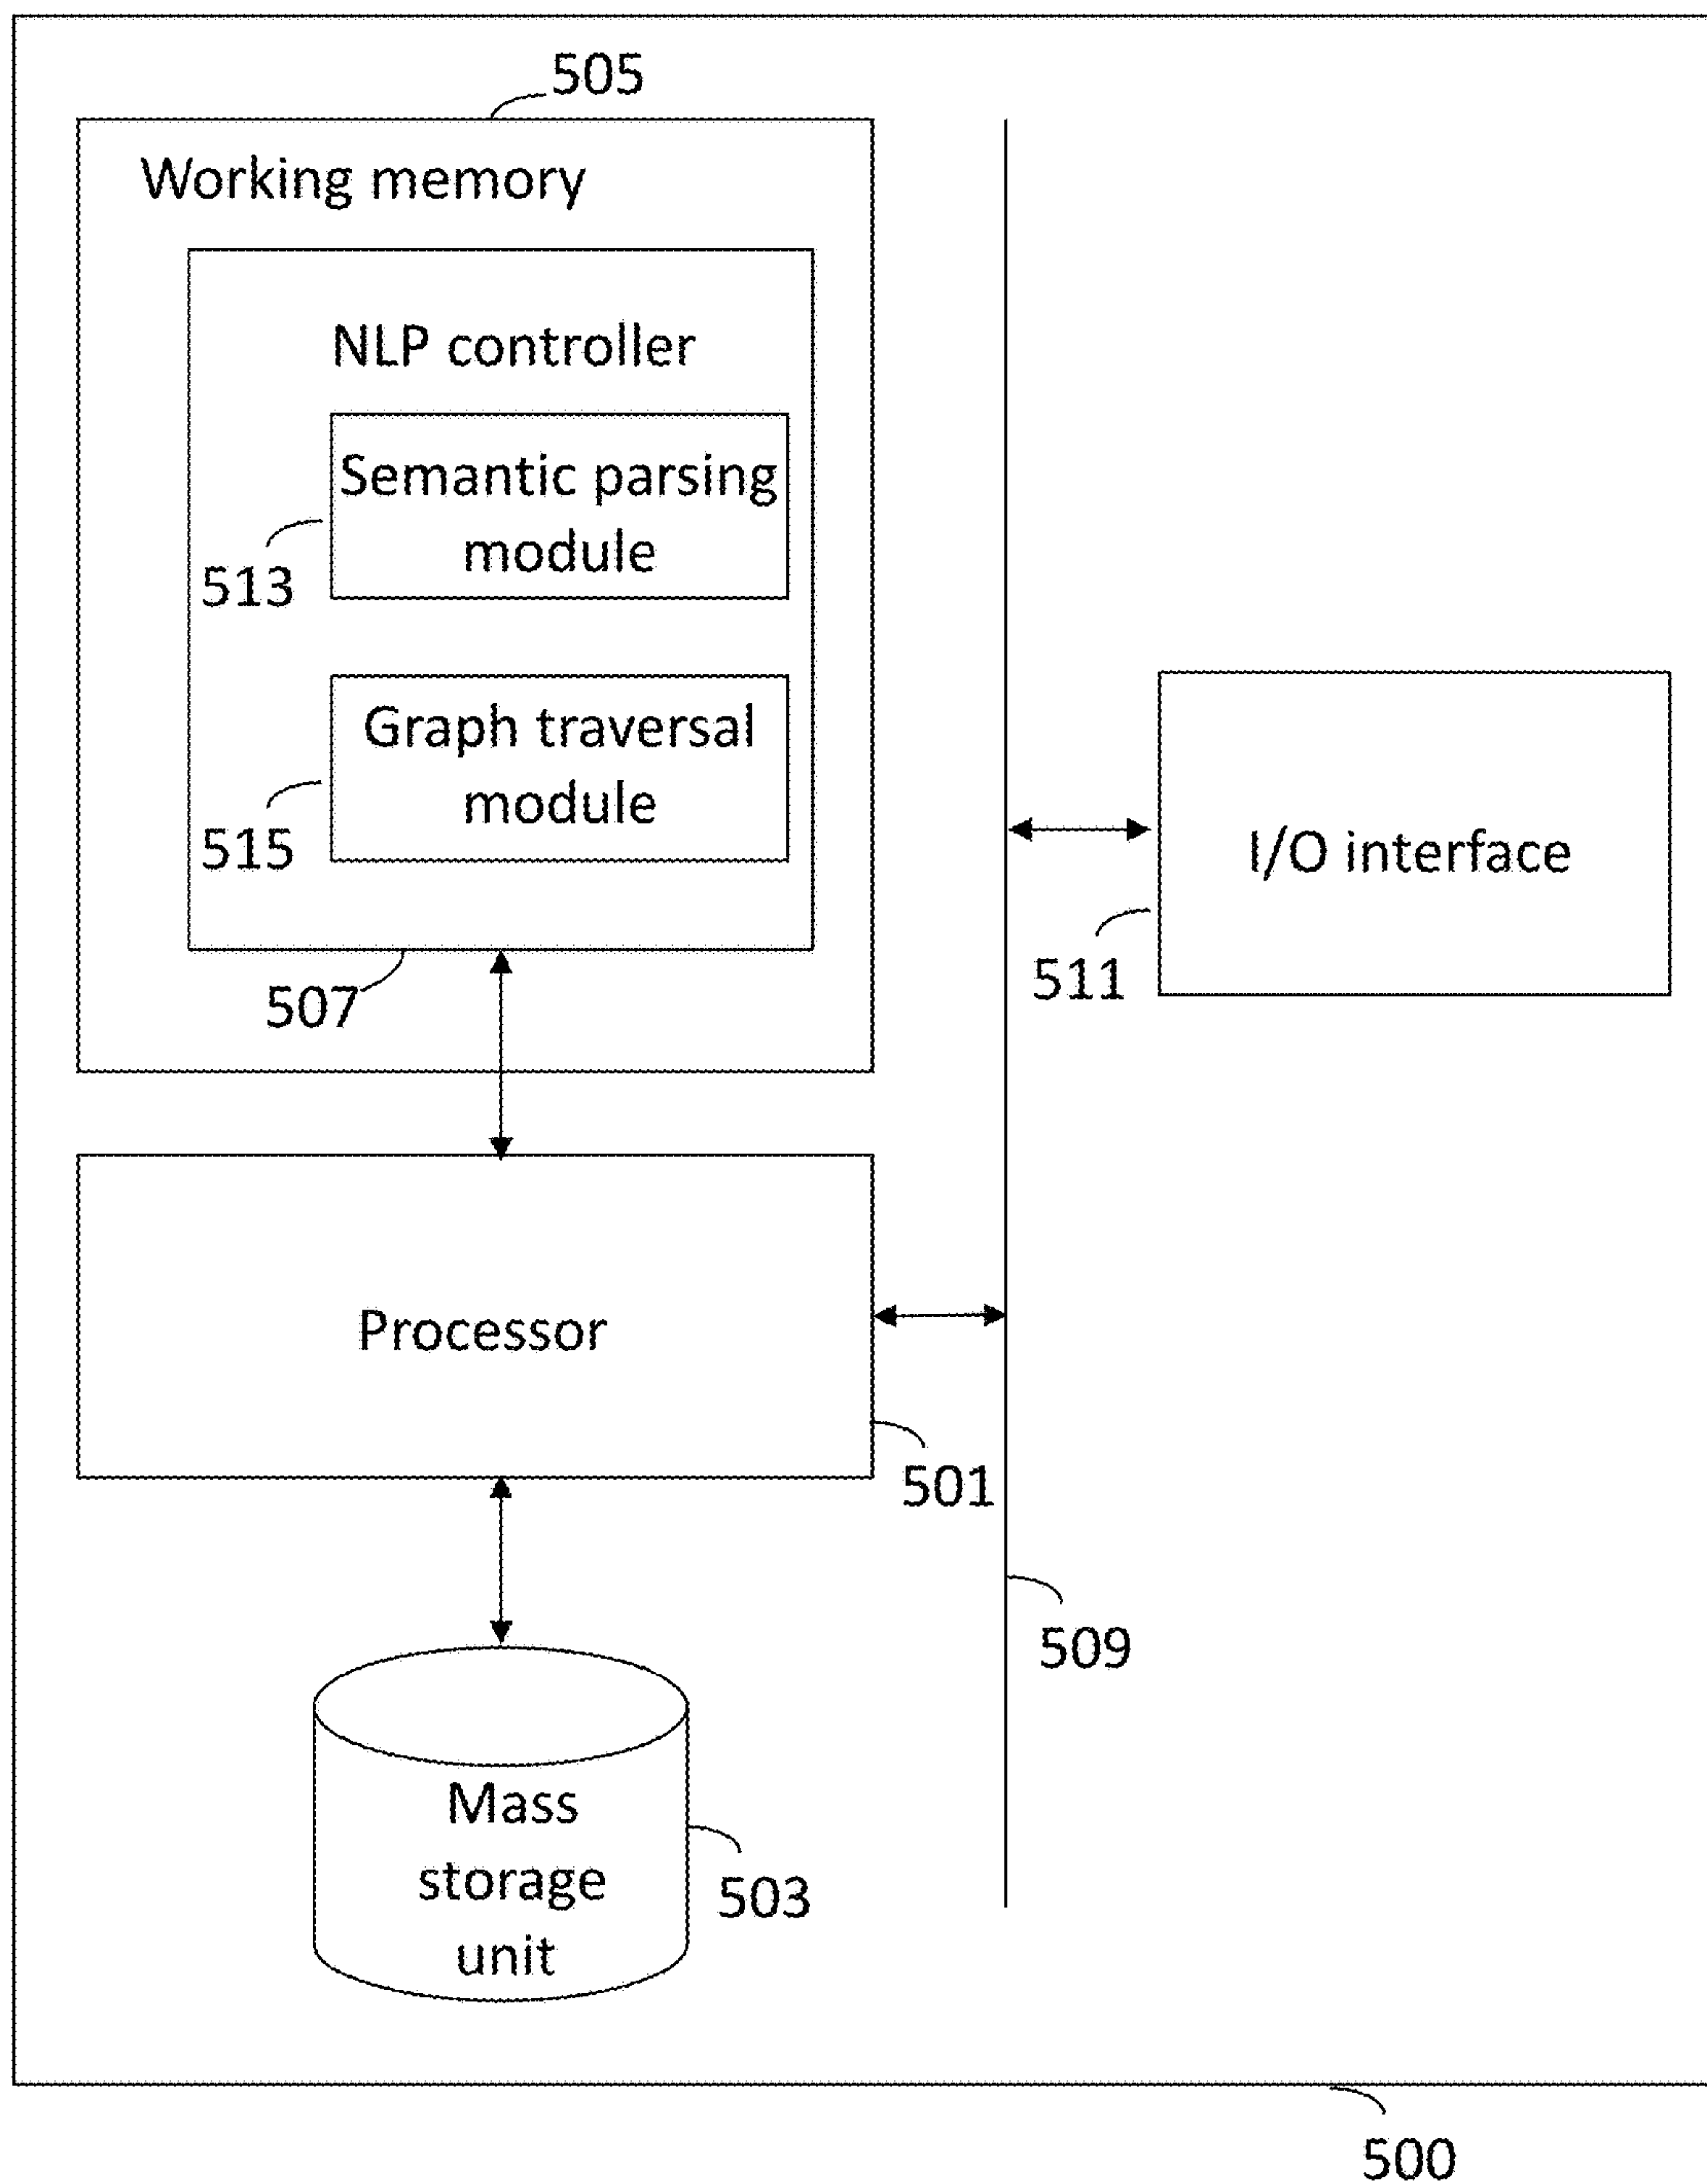 505
Working memory
NLP controller
Semantic parsing
module
513
Graph traversal
module
515
507
I/O interface
511
Processor
501
509
Mass
storage
unit
503
500